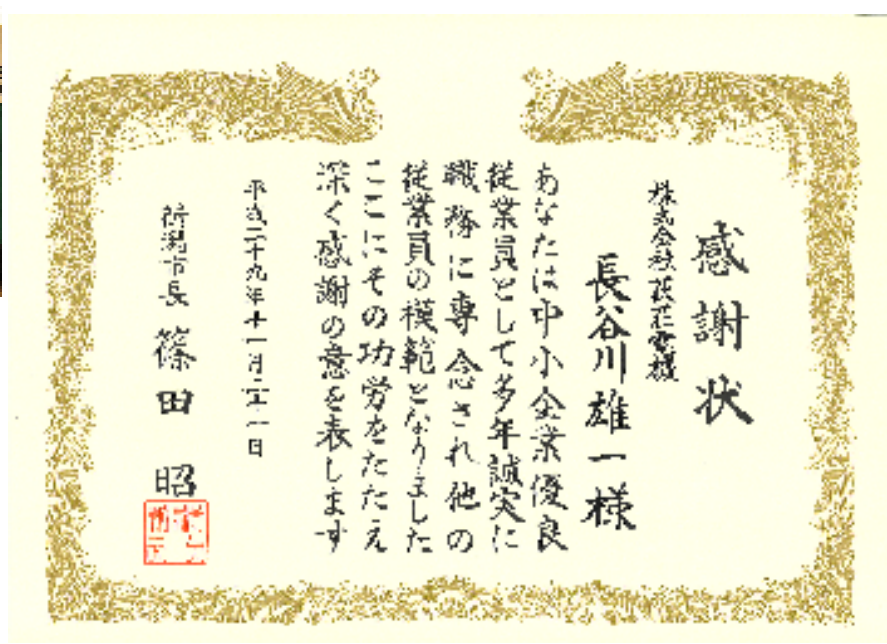 感謝状
株式会社
長谷川雄一様
あなたは中小企業優良
従業員として多年誠実に
職務に専念され他の
従業員の模範となりました
ここにその功労をたたえ
深く感謝の意を表します
平成二十九年十一月二十一日
新潟市長 篠田 昭